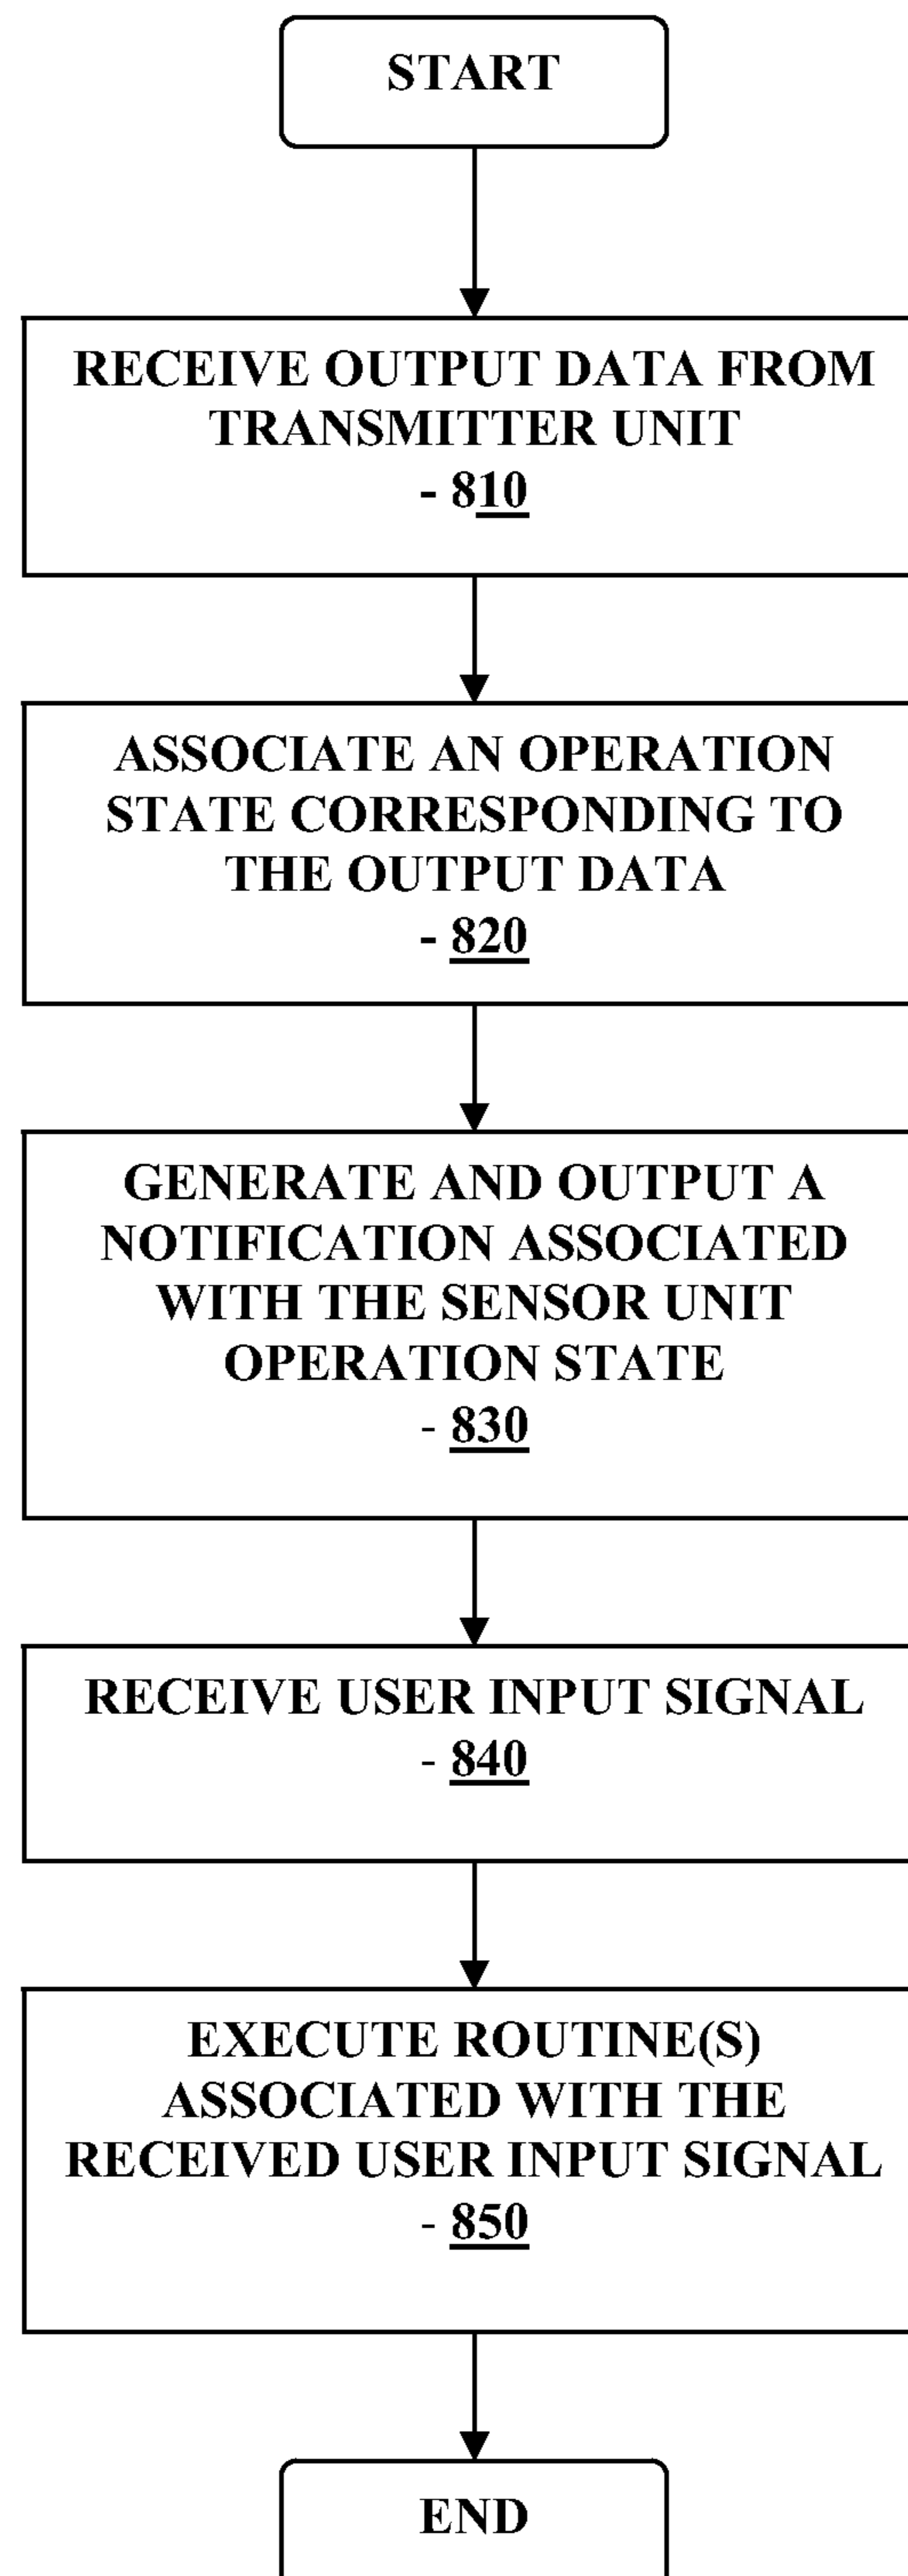 START
RECEIVE OUTPUT DATA FROM
TRANSMITTER UNIT
- 810
ASSOCIATE AN OPERATION
STATE CORRESPONDING TO
THE OUTPUT DATA
- 820
GENERATE AND OUTPUT A
NOTIFICATION ASSOCIATED
WITH THE SENSOR UNIT
OPERATION STATE
- 830
RECEIVE USER INPUT SIGNAL
- 840
EXECUTE ROUTINE(S)
ASSOCIATED WITH THE
RECEIVED USER INPUT SIGNAL
- 850
END